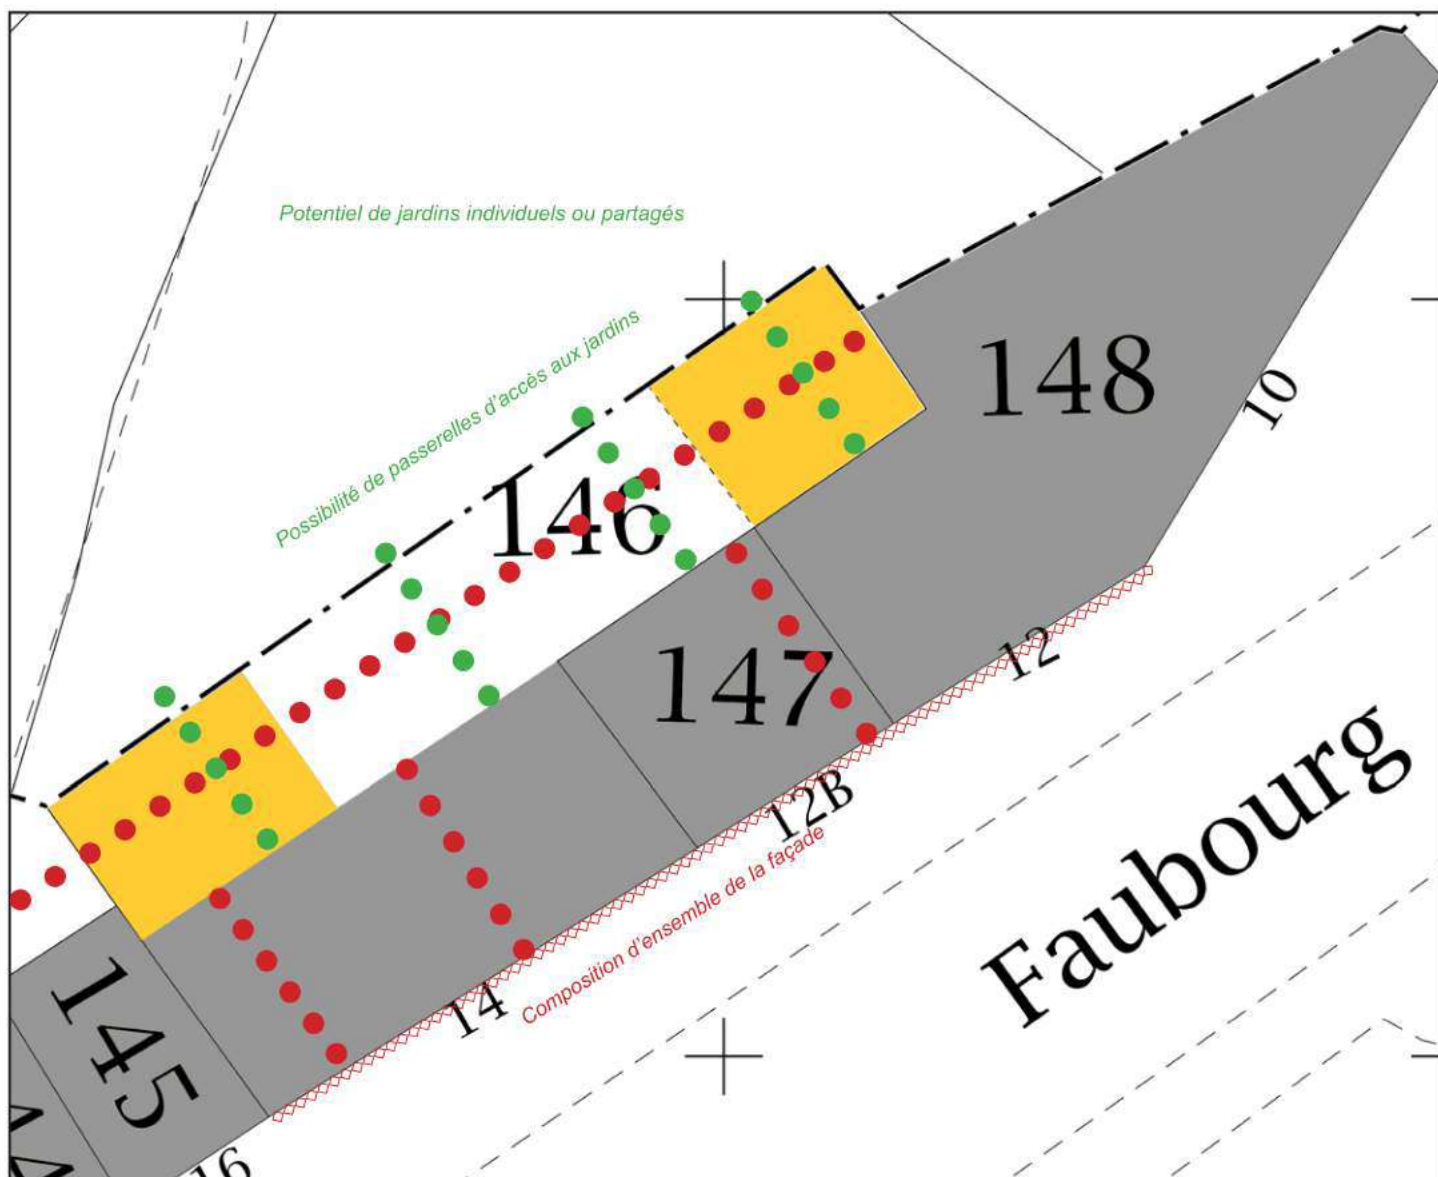 Potentiel de jardins individuels ou partagés
Possibilité de passerelles d'accès aux jardins
148
10
146
147
12
12B
Composition d'ensemble de la façade
Faubourg
14
145
16